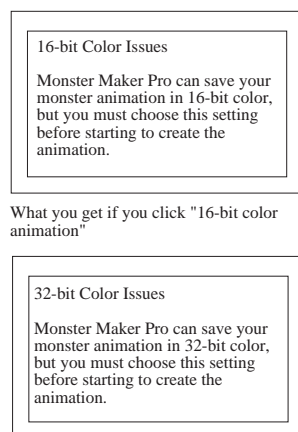 16-bit Color Issues
Monster Maker Pro can save your
monster animation in 16-bit color,
but you must choose this setting
before starting to create the
animation.
What you get if you click "16-bit color
animation"
32-bit Color Issues
Monster Maker Pro can save your
monster animation in 32-bit color,
but you must choose this setting
before starting to create the
animation.